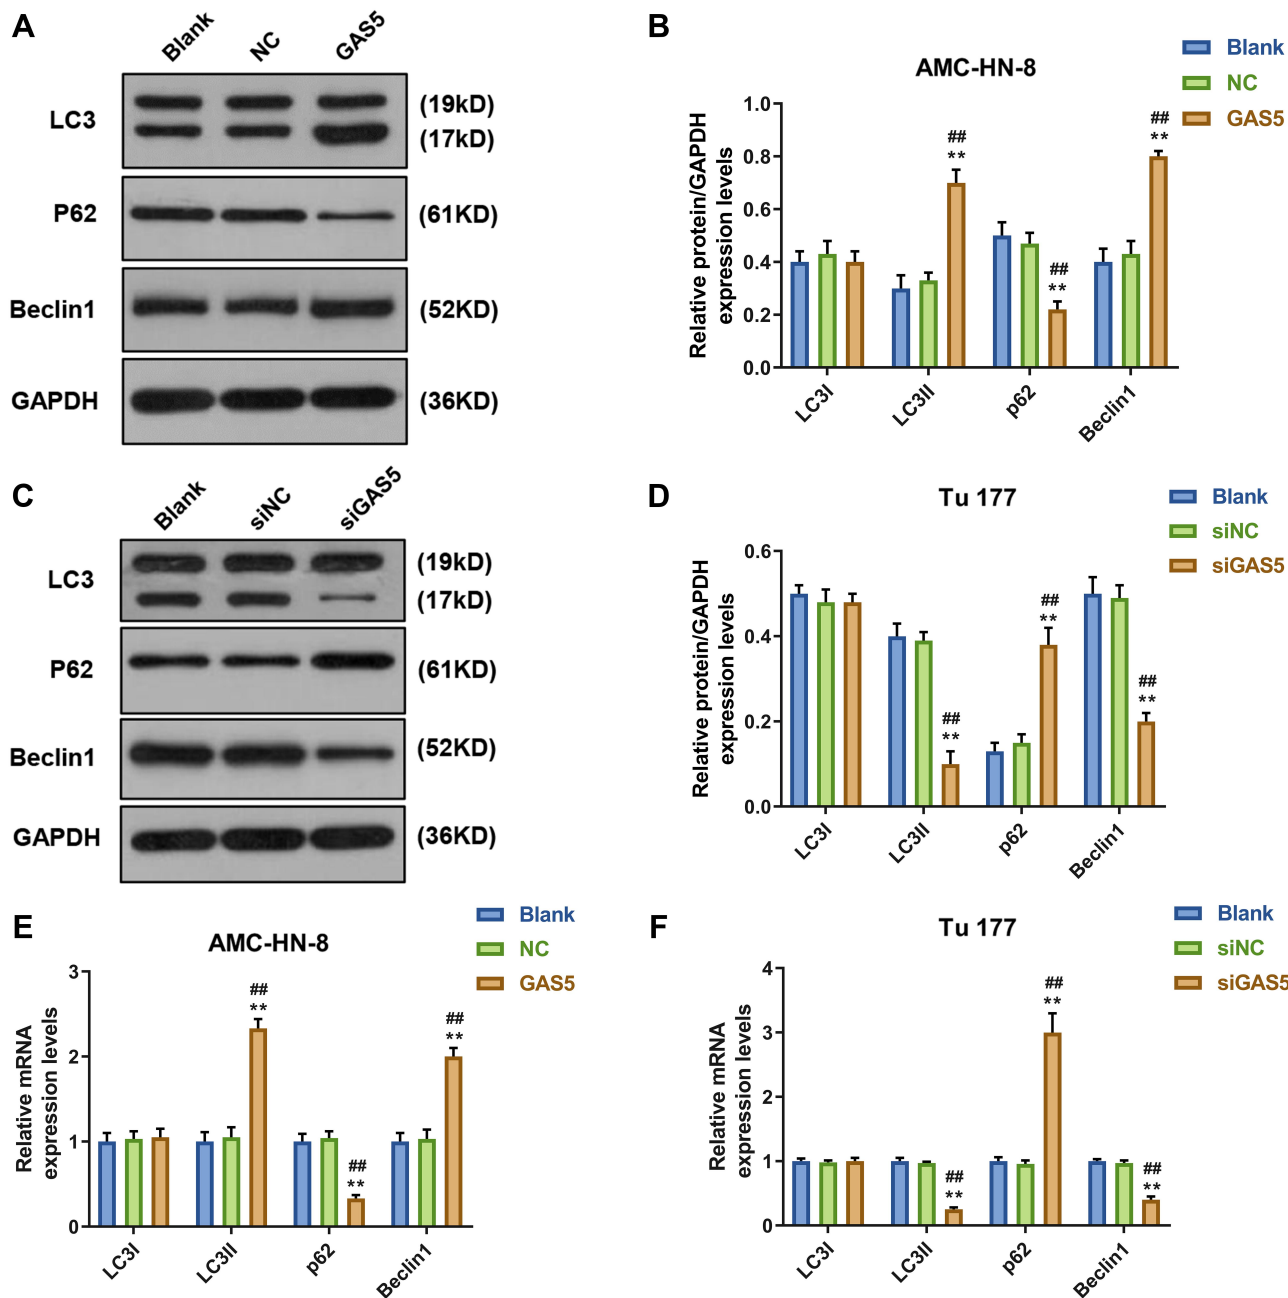 A
Blank
NC
GAS5
LC3
(19kD)
(17kD)
P62
(61KD)
Beclin1
(52KD)
GAPDH
(36KD)
B
AMC-HN-8
Blank
NC
GAS5
Relative protein/GAPDH
expression levels
1.0
0.8
0.6
0.4
0.2
0.0
##
**
##
**
##
**
LC3I
LC3II
p62
Beclin1
C
Blank
siNC
siGAS5
LC3
(19kD)
(17kD)
P62
(61KD)
Beclin1
(52KD)
GAPDH
(36KD)
D
Tu 177
Blank
siNC
siGAS5
Relative protein/GAPDH
expression levels
0.6
0.4
0.2
0.0
##
**
##
**
##
**
LC3I
LC3II
p62
Beclin1
E
AMC-HN-8
Blank
NC
GAS5
Relative mRNA
expression levels
3
2
1
0
##
**
##
**
##
**
LC3I
LC3II
p62
Beclin1
F
Tu 177
Blank
siNC
siGAS5
Relative mRNA
expression levels
4
3
2
1
0
##
**
##
**
##
**
LC3I
LC3II
p62
Beclin1